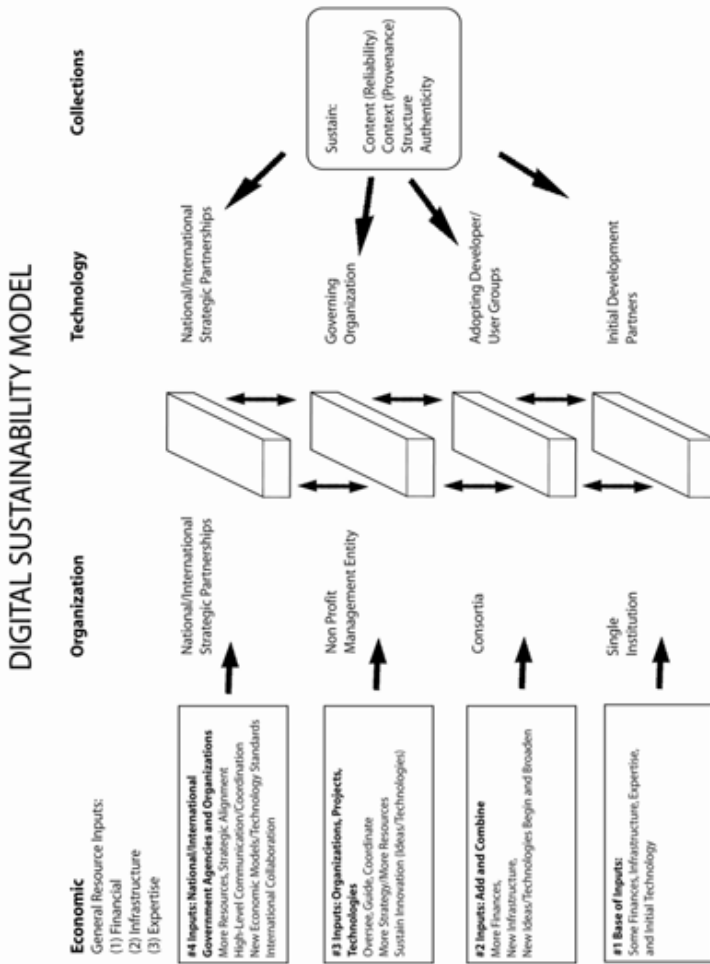 DIGITAL SUSTAINABILITY MODEL
Economic
General Resource Inputs:
(1) Financial
(2) Infrastructure
(3) Expertise
Organization
Technology
Collections
#4 Inputs: National/International
Government Agencies and Organizations
More Resources, Strategic Alignment
High-Level Communication/Coordination
New Economic Models/Technology Standards
International Collaboration
National/International
Strategic Partnerships
National/International
Strategic Partnerships
#3 Inputs: Organizations, Projects,
Technologies
Oversee, Guide, Coordinate
More Strategy/More Resources
Sustain Innovation (Ideas/Technologies)
Non Profit
Management Entity
Governing
Organization
#2 Inputs: Add and Combine
More Finances,
New Infrastructure,
New Ideas/Technologies Begin and Broaden
Consortia
Adopting Developer/
User Groups
#1 Base of Inputs:
Some Finances, Infrastructure, Expertise,
and Initial Technology
Single
Institution
Initial Development
Partners
Sustain:
Content (Reliability)
Context (Provenance)
Structure
Authenticity